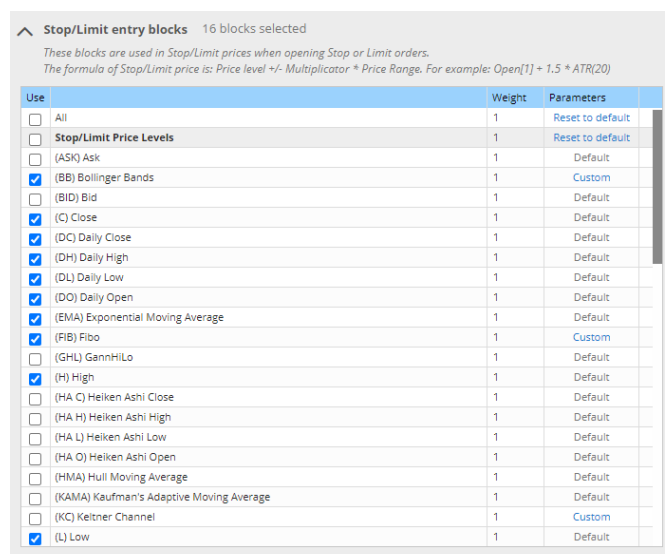 Stop/Limit entry blocks 16 blocks selected
These blocks are used in Stop/Limit prices when opening Stop or Limit orders.
The formula of Stop/Limit price is: Price level +/- Multiplicator * Price Range. For example: Open[1] + 1.5 * ATR(20)
Use Weight Parameters
All 1 Reset to default
Stop/Limit Price Levels 1 Reset to default
(ASK) Ask 1 Default
(BB) Bollinger Bands 1 Custom
(BID) Bid 1 Default
(C) Close 1 Default
(DC) Daily Close 1 Default
(DH) Daily High 1 Default
(DL) Daily Low 1 Default
(DO) Daily Open 1 Default
(EMA) Exponential Moving Average 1 Default
(FIB) Fibo 1 Custom
(GHL) GannHiLo 1 Default
(H) High 1 Default
(HA C) Heiken Ashi Close 1 Default
(HA H) Heiken Ashi High 1 Default
(HA L) Heiken Ashi Low 1 Default
(HA O) Heiken Ashi Open 1 Default
(HMA) Hull Moving Average 1 Default
(KAMA) Kaufman's Adaptive Moving Average 1 Default
(KC) Keltner Channel 1 Custom
(L) Low 1 Default